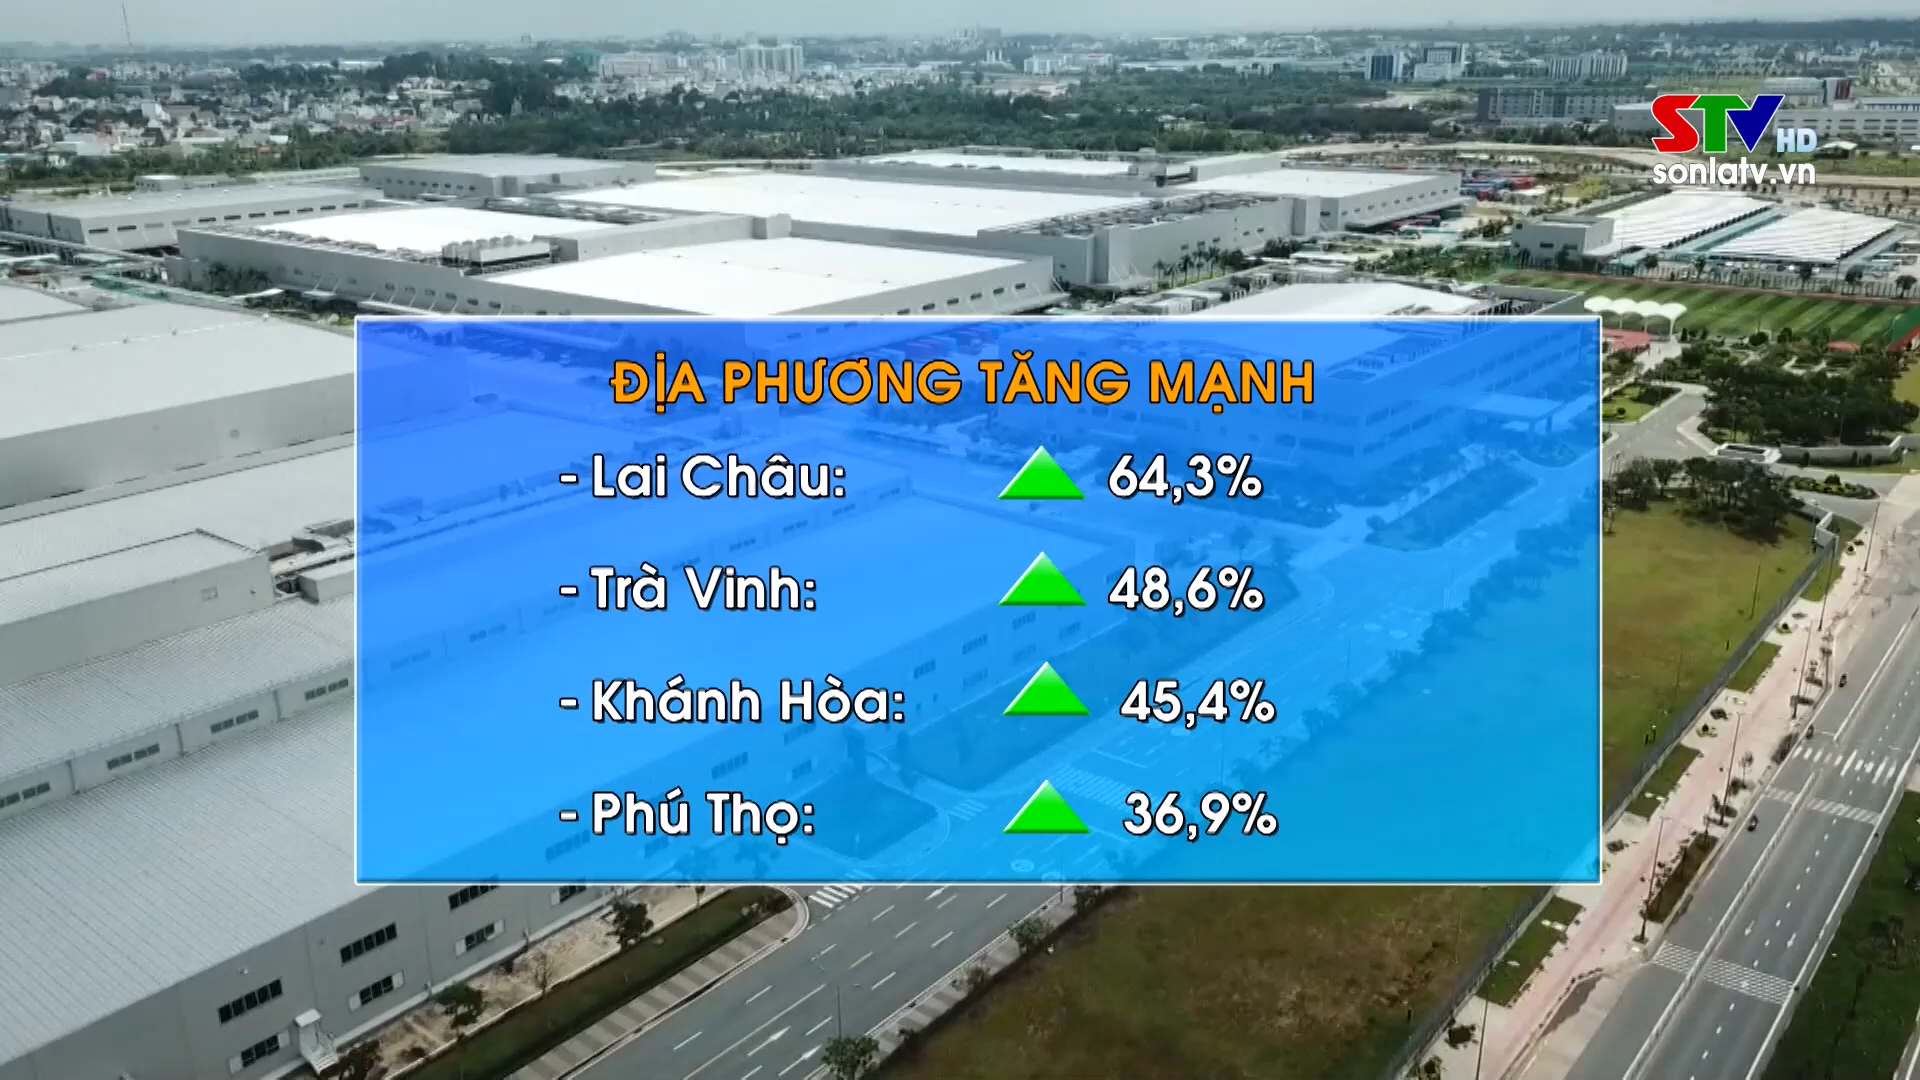 STV HD
sonlatv.vn
ĐỊA PHƯƠNG TĂNG MẠNH
- Lai Châu: 64,3%
- Trà Vinh: 48,6%
- Khánh Hòa: 45,4%
- Phú Thọ: 36,9%